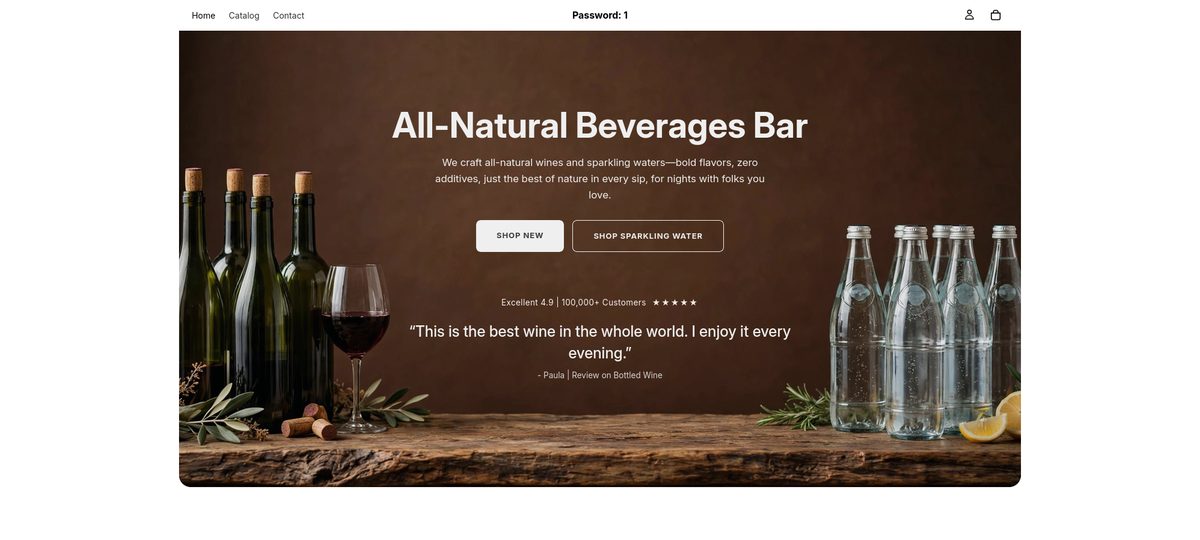 Home Catalog Contact
Password: 1
All-Natural Beverages Bar
We craft all-natural wines and sparkling waters—bold flavors, zero
additives, just the best of nature in every sip, for nights with folks you
love.
SHOP NEW
SHOP SPARKLING WATER
Excellent 4.9 | 100,000+ Customers ★★★★★
“This is the best wine in the whole world. I enjoy it every
evening.”
- Paula | Review on Bottled Wine